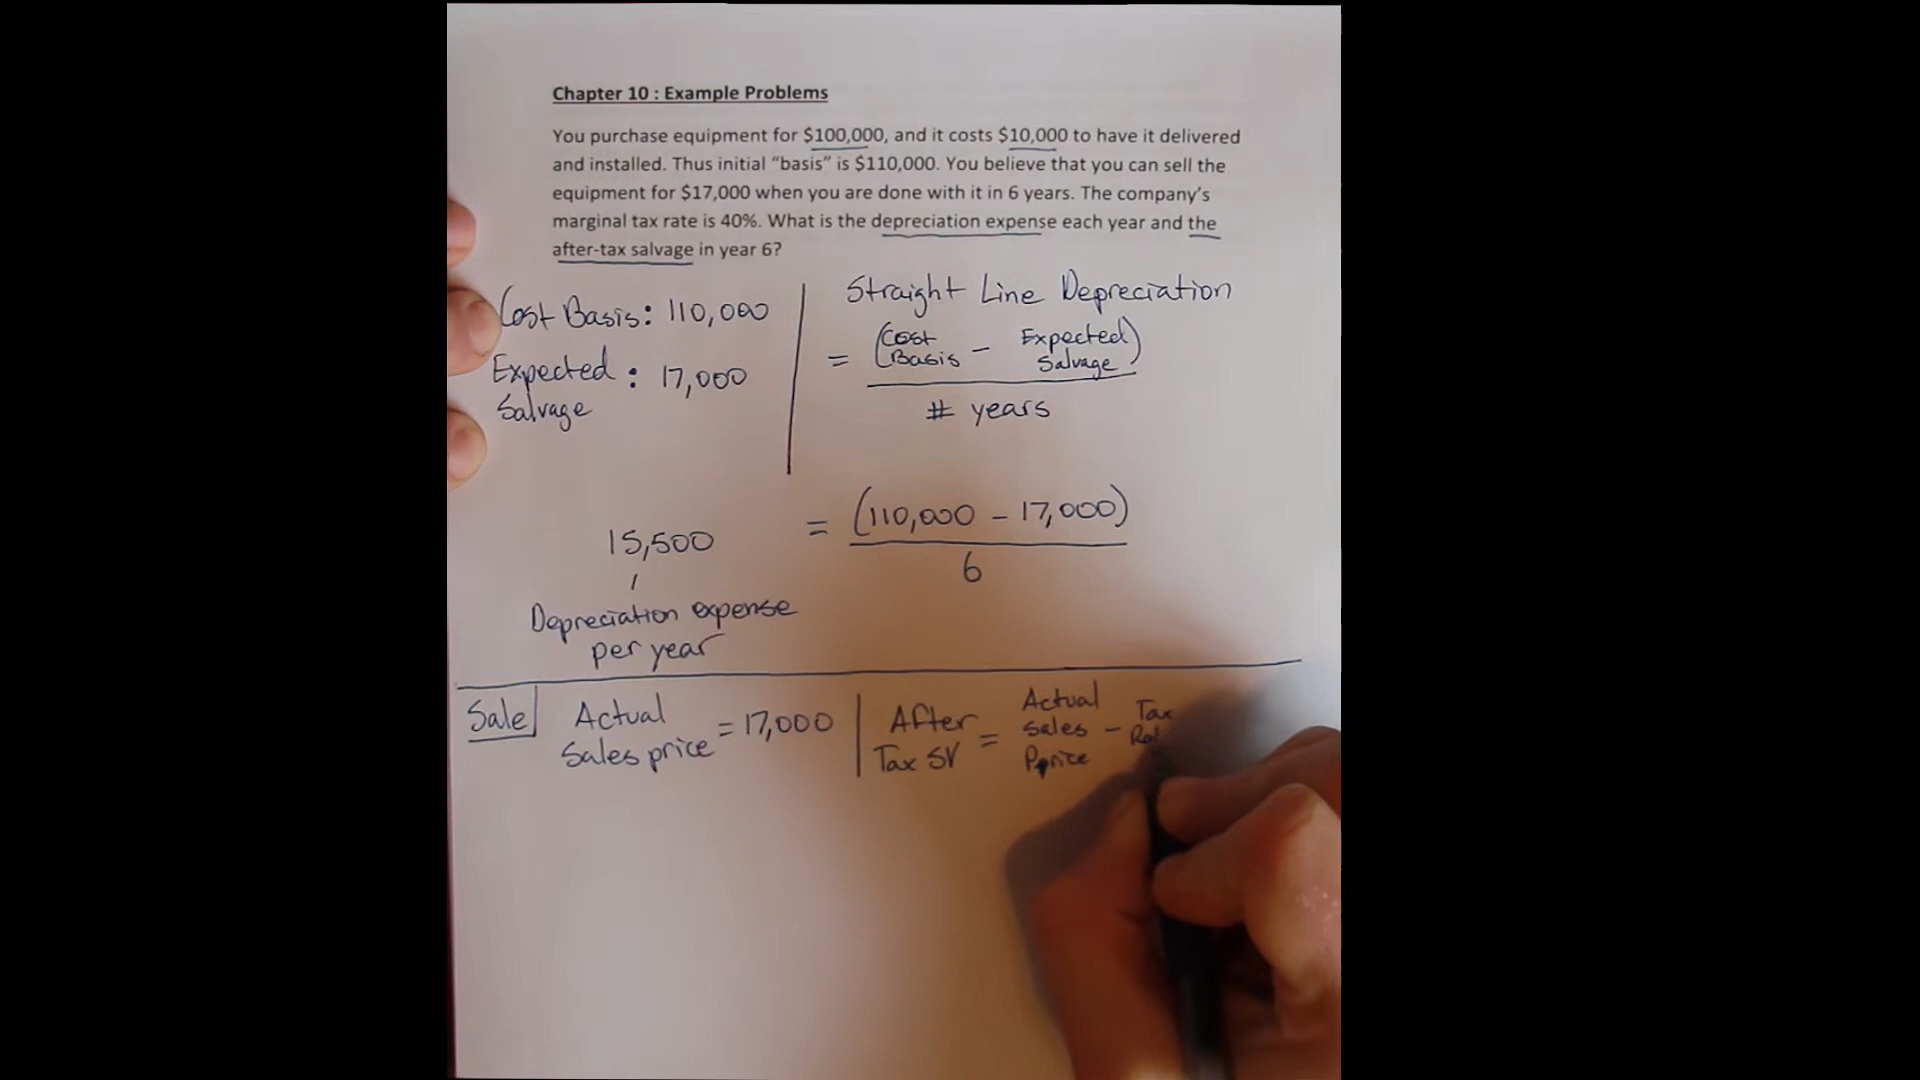 Chapter 10 : Example Problems
You purchase equipment for $100,000, and it costs $10,000 to have it delivered
and installed. Thus initial “basis” is $110,000. You believe that you can sell the
equipment for $17,000 when you are done with it in 6 years. The company’s
marginal tax rate is 40%. What is the depreciation expense each year and the
after-tax salvage in year 6?
Cost Basis: 110,000
Expected Salvage : 17,000
Straight Line Depreciation
= (Cost Basis - Expected Salvage)
# years
= (110,000 - 17,000)
6
15,500
Depreciation expense
per year
Sale
Actual
Sales price = 17,000
After
Tax SV =
Actual
Sales
Price
- Tax